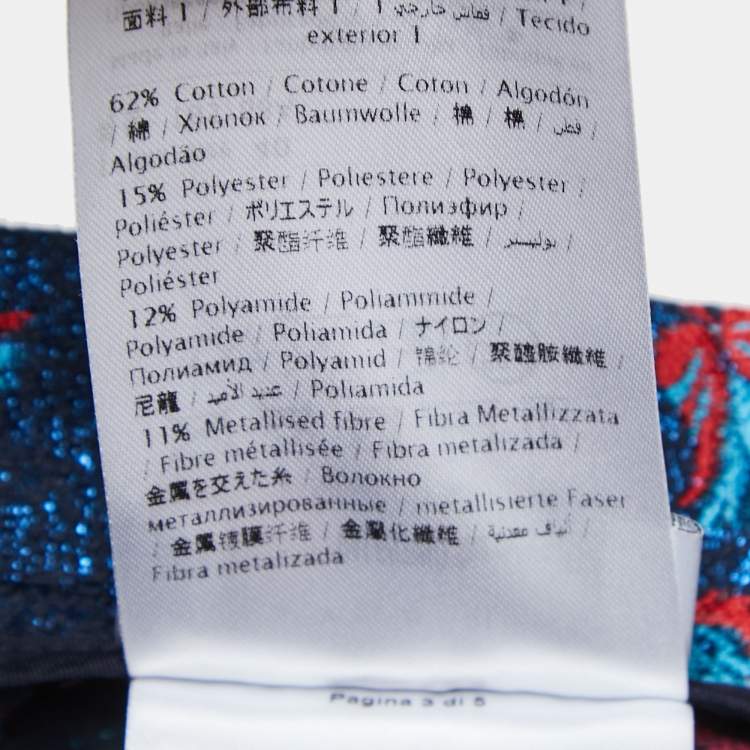 面料 1 / 外部布料 1 / قماش خارجي 1 / Tecido
exterior 1
62% Cotton / Cotone / Coton / Algodón
/ 綿 / Хлопок / Baumwolle / 棉 / 棉 / قطن /
Algodão
15% Polyester / Poliestere / Polyester /
Poliéster / ポリエステル / Полиэфир /
Polyester / 聚酯纤维 / 聚酯纖維 / بوليستر /
Poliéster
12% Polyamide / Poliammide /
Polyamide / Poliamida / ナイロン /
Полиамид / Polyamid / 锦纶 / 聚醯胺纖維 /
尼龍 / عديد الأميد / Poliamida
11% Metallised fibre / Fibra Metallizzata
/ Fibre métallisée / Fibra metalizada /
金属を交えた糸 / Волокно
металлизированные / metallisierte Faser
/ 金属镀膜纤维 / 金屬化纖維 / ألياف معدنية /
Fibra metalizada
Pagina 3 di 5